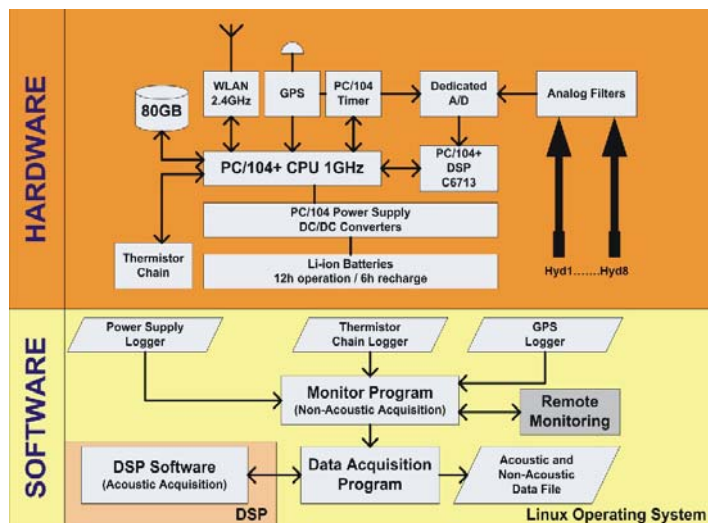 HARDWARE
WLAN
2.4GHz
GPS
PC/104
Timer
Dedicated
A/D
Analog Filters
80GB
PC/104+ CPU 1GHz
PC/104+
DSP
C6713
PC/104 Power Supply
DC/DC Converters
Thermistor
Chain
Li-ion Batteries
12h operation / 6h recharge
Hyd1.......Hyd8
SOFTWARE
Power Supply
Logger
Thermistor
Chain Logger
GPS
Logger
Monitor Program
(Non-Acoustic Acquisition)
Remote
Monitoring
DSP Software
(Acoustic Acquisition)
Data Acquisition
Program
Acoustic and
Non-Acoustic
Data File
DSP
Linux Operating System